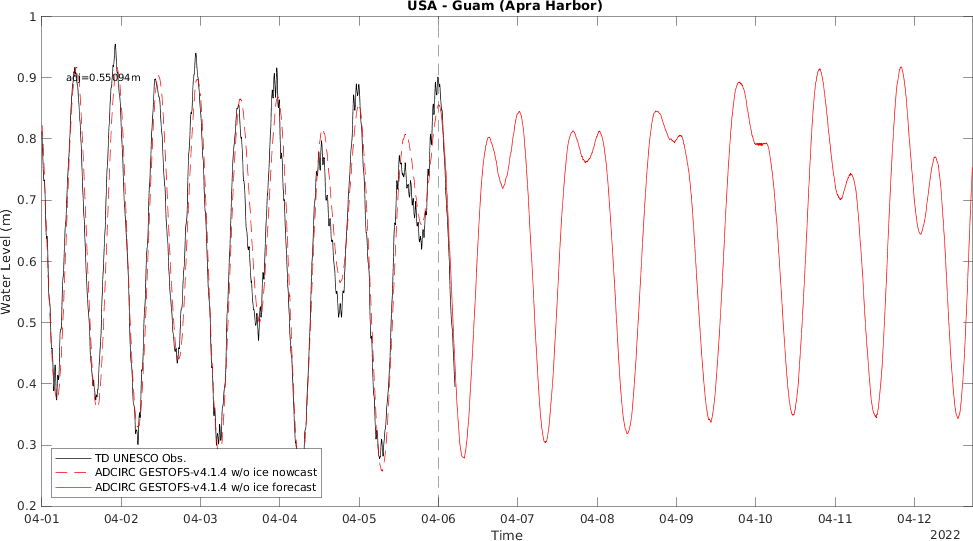 USA - Guam (Apra Harbor)
1
0.9
0.8
0.7
0.6
0.5
0.4
0.3
0.2
Water Level (m)
adj=0.55094m
TD UNESCO Obs.
ADCIRC GESTOFS-v4.1.4 w/o ice nowcast
ADCIRC GESTOFS-v4.1.4 w/o ice forecast
04-01 04-02 04-03 04-04 04-05 04-06 04-07 04-08 04-09 04-10 04-11 04-12
Time
2022